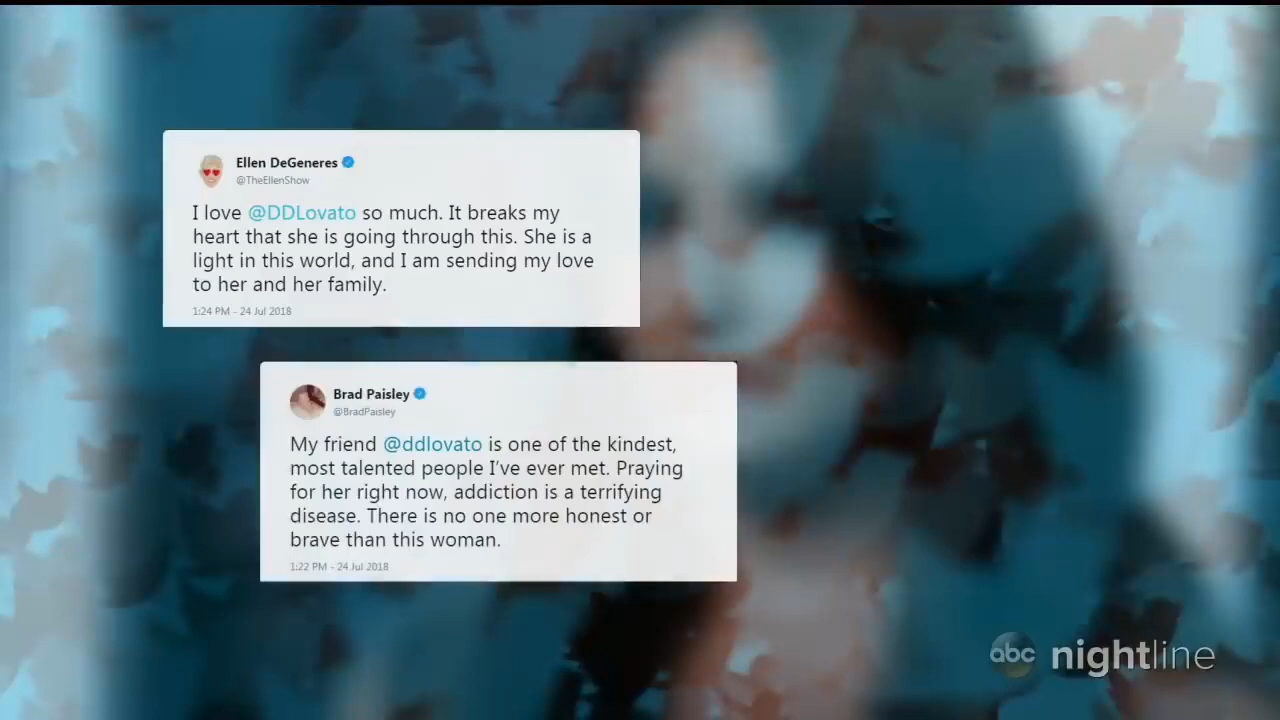 Ellen DeGeneres
@TheEllenShow
I love @DDLovato so much. It breaks my
heart that she is going through this. She is a
light in this world, and I am sending my love
to her and her family.
1:24 PM - 24 Jul 2018
Brad Paisley
@BradPaisley
My friend @ddlovato is one of the kindest,
most talented people I've ever met. Praying
for her right now, addiction is a terrifying
disease. There is no one more honest or
brave than this woman.
1:22 PM - 24 Jul 2018
abc nightline